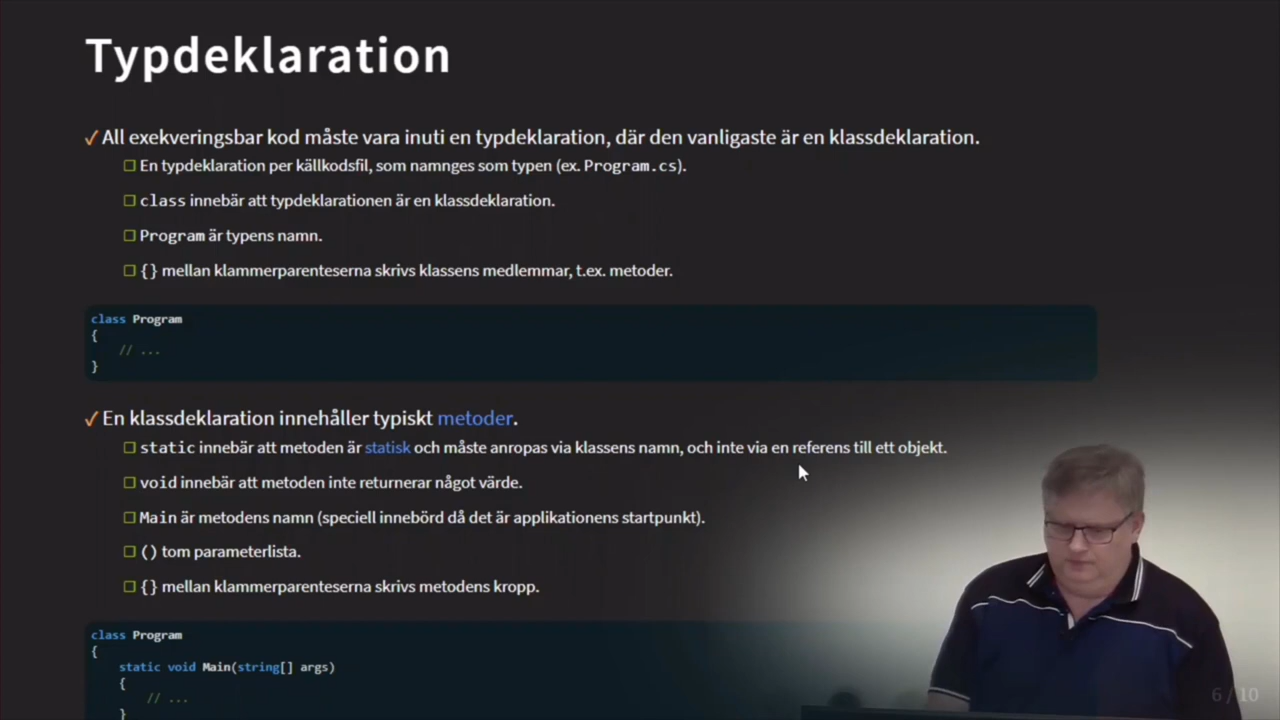 Typdeklaration
✓ All exekveringsbar kod måste vara inuti en typdeklaration, där den vanligaste är en klassdeklaration.
□ En typdeklaration per källkodsfil, som namnges som typen (ex. Program.cs).
□ class innebär att typdeklarationen är en klassdeklaration.
□ Program är typens namn.
□ {} mellan klammerparenteserna skrivs klassens medlemmar, t.ex. metoder.
class Program
{
// ...
}
✓ En klassdeklaration innehåller typiskt metoder.
□ static innebär att metoden är statisk och måste anropas via klassens namn, och inte via en referens till ett objekt.
□ void innebär att metoden inte returnerar något värde.
□ Main är metodens namn (speciell innebörd då det är applikationens startpunkt).
□ () tom parameterlista.
□ {} mellan klammerparenteserna skrivs metodens kropp.
class Program
{
static void Main(string[] args)
{
// ...
}
6 / 10